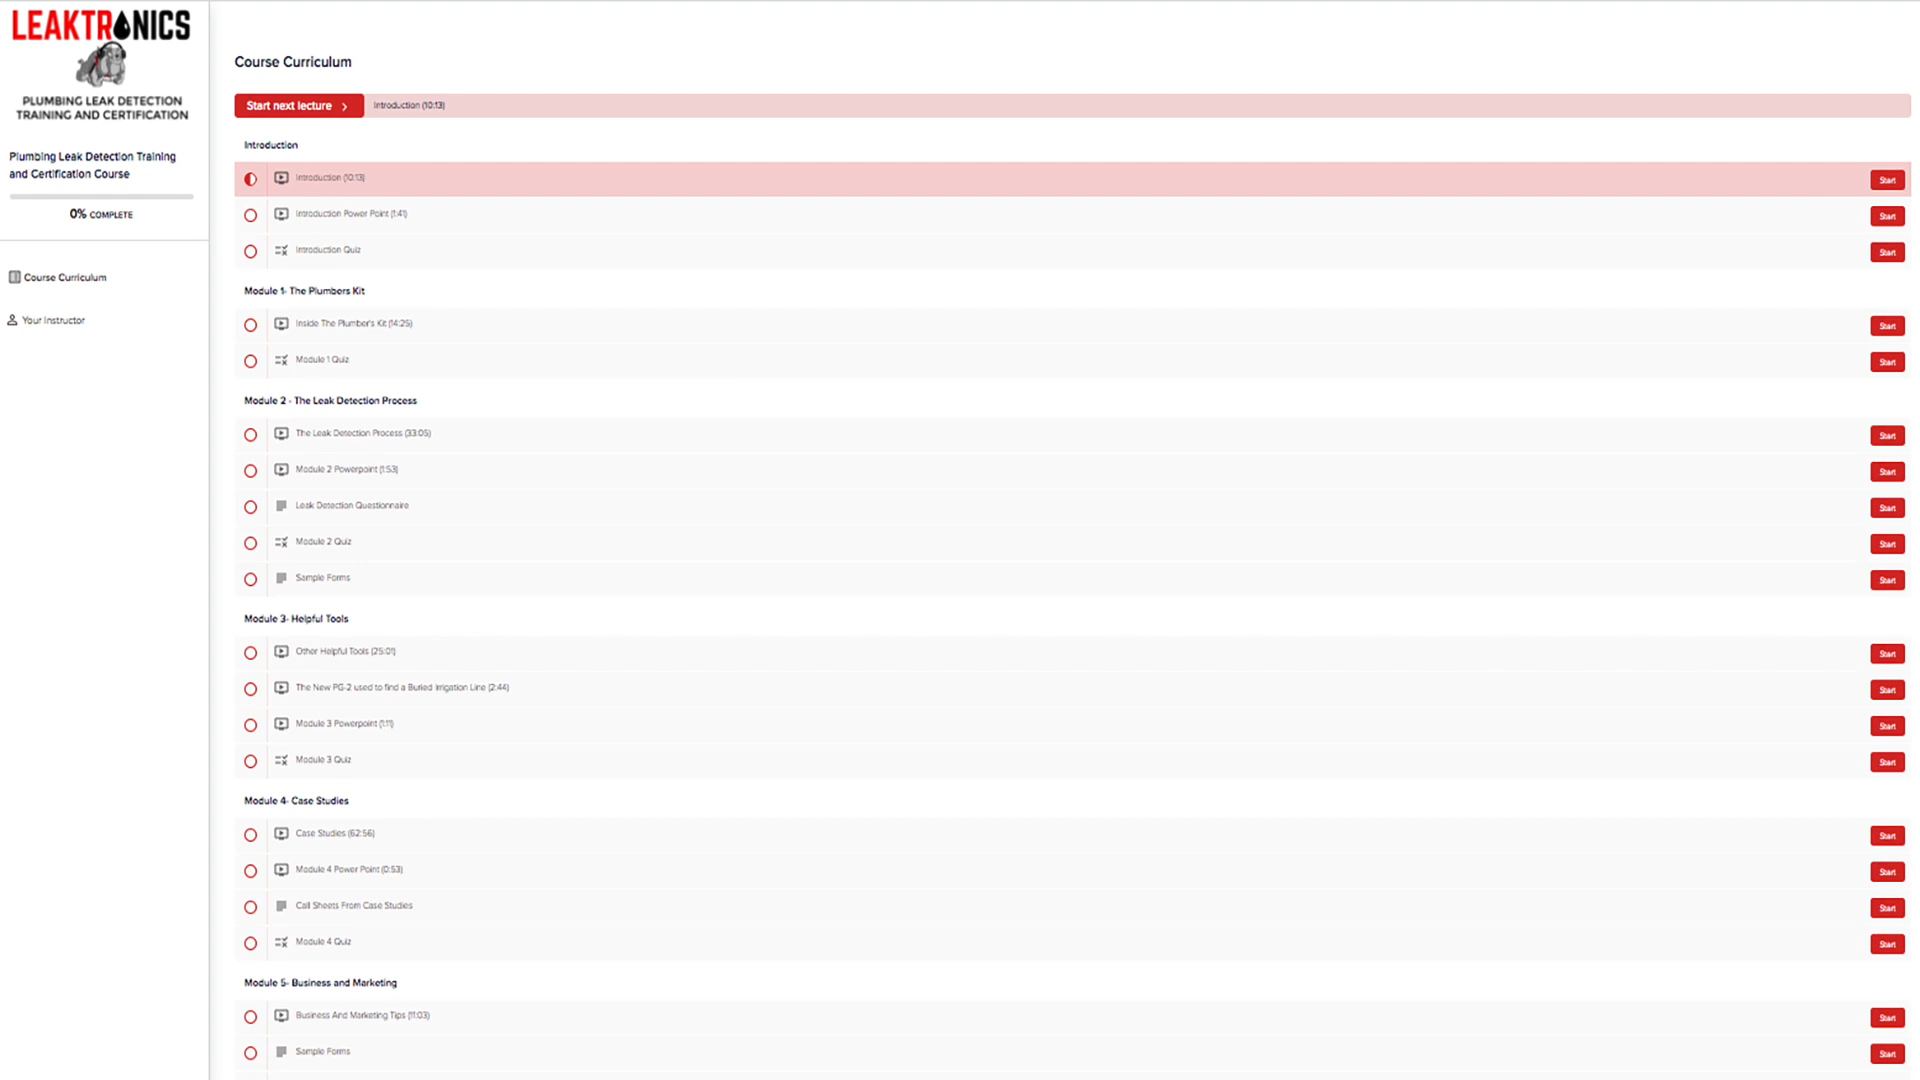 LEAKTRONICS
PLUMBING LEAK DETECTION
TRAINING AND CERTIFICATION
Plumbing Leak Detection Training
and Certification Course
0% COMPLETE
Course Curriculum
Your Instructor
Course Curriculum
Start next lecture Introduction (10:13)
Introduction
Introduction (10:13) Start
Introduction Power Point (1:41) Start
Introduction Quiz Start
Module 1- The Plumbers Kit
Inside The Plumber's Kit (14:25) Start
Module 1 Quiz Start
Module 2 - The Leak Detection Process
The Leak Detection Process (33:05) Start
Module 2 Powerpoint (1:53) Start
Leak Detection Questionnaire Start
Module 2 Quiz Start
Sample Forms Start
Module 3- Helpful Tools
Other Helpful Tools (25:01) Start
The New PG-2 used to find a Buried Irrigation Line (2:44) Start
Module 3 Powerpoint (1:11) Start
Module 3 Quiz Start
Module 4- Case Studies
Case Studies (62:56) Start
Module 4 Power Point (0:53) Start
Call Sheets From Case Studies Start
Module 4 Quiz Start
Module 5- Business and Marketing
Business And Marketing Tips (11:03) Start
Sample Forms Start